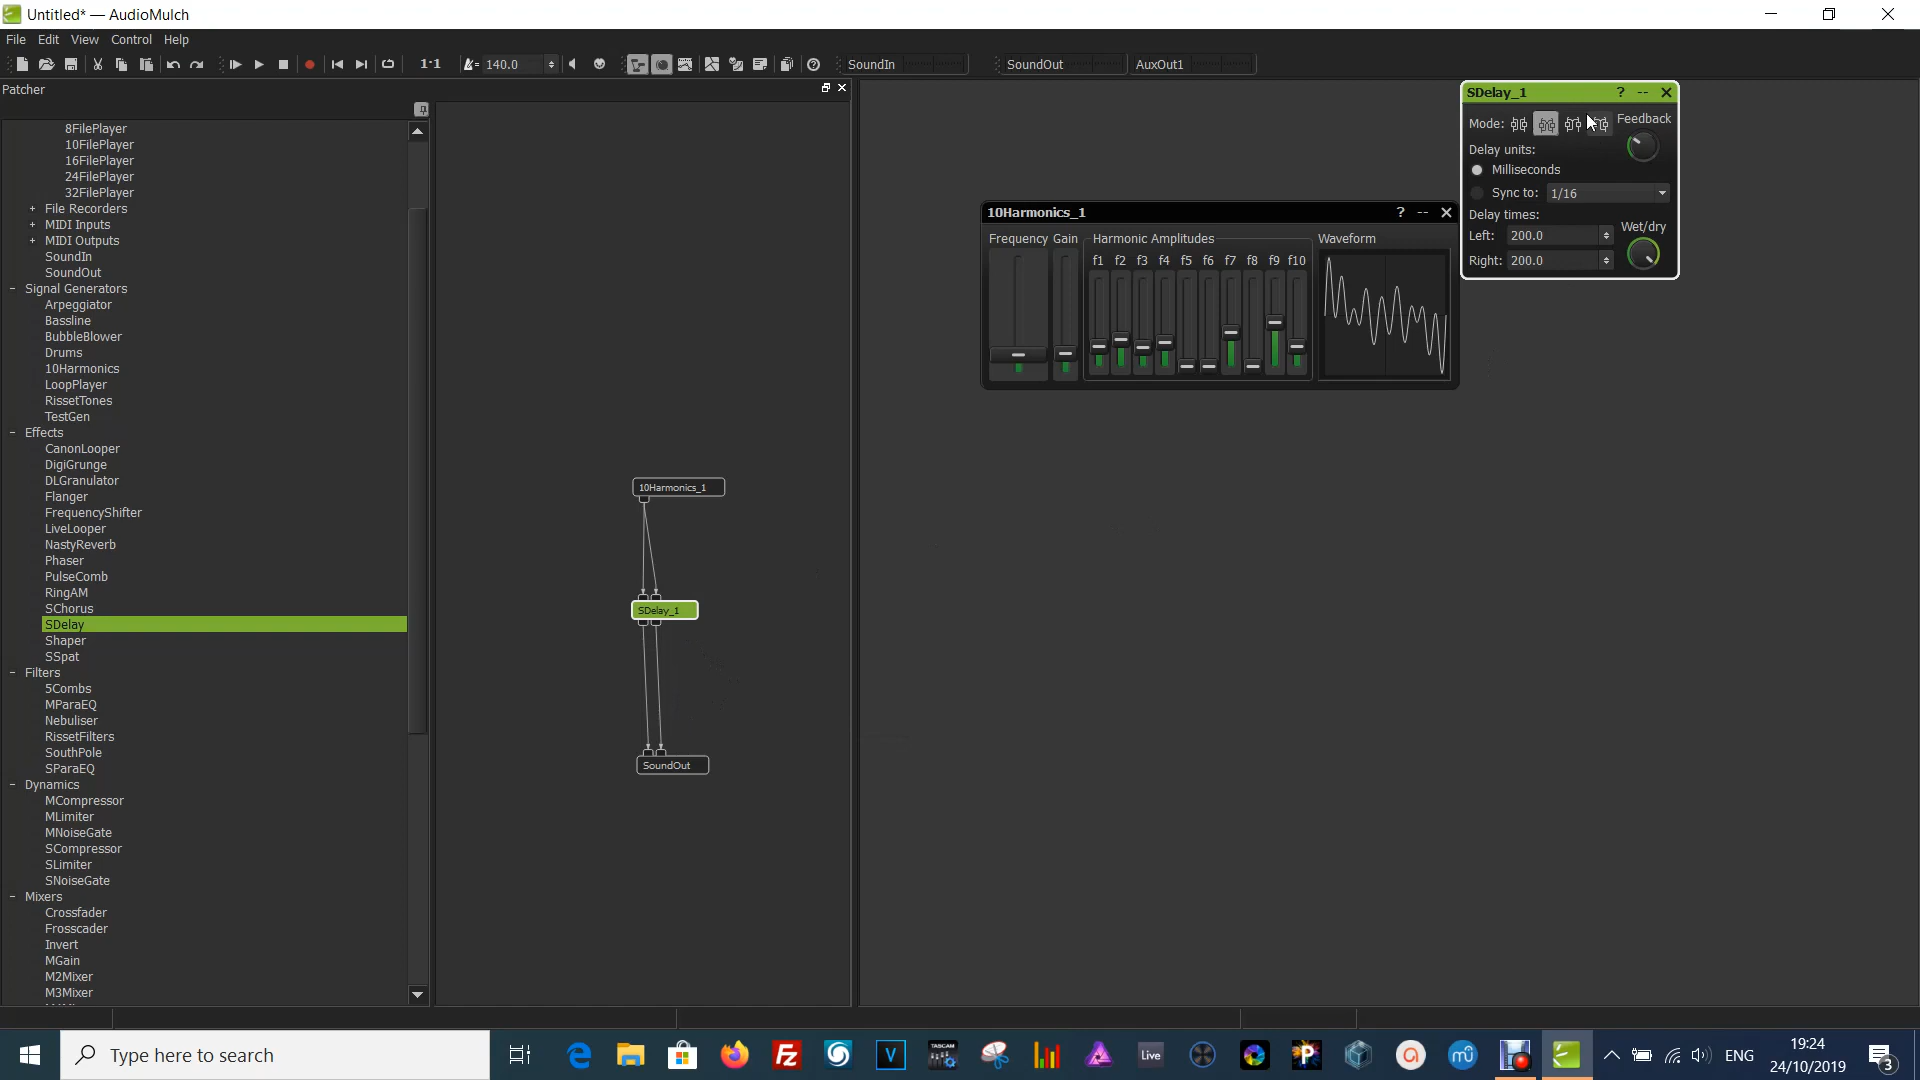 Untitled* — AudioMulch
File Edit View Control Help
1·1 140.0 SoundIn SoundOut AuxOut1
Patcher
8FilePlayer
10FilePlayer
16FilePlayer
24FilePlayer
32FilePlayer
+ File Recorders
+ MIDI Inputs
+ MIDI Outputs
SoundIn
SoundOut
- Signal Generators
Arpeggiator
Bassline
BubbleBlower
Drums
10Harmonics
LoopPlayer
RissetTones
TestGen
- Effects
CanonLooper
DigiGrunge
DLGranulator
Flanger
FrequencyShifter
LiveLooper
NastyReverb
Phaser
PulseComb
RingAM
SChorus
SDelay
Shaper
SSpat
- Filters
5Combs
MParaEQ
Nebuliser
RissetFilters
SouthPole
SParaEQ
- Dynamics
MCompressor
MLimiter
MNoiseGate
SCompressor
SLimiter
SNoiseGate
- Mixers
Crossfader
Frosscader
Invert
MGain
M2Mixer
M3Mixer
10Harmonics_1
SDelay_1
SoundOut
10Harmonics_1 ? --
Frequency Gain Harmonic Amplitudes Waveform
f1 f2 f3 f4 f5 f6 f7 f8 f9 f10
SDelay_1 ? --
Mode: Feedback
Delay units:
Milliseconds
Sync to: 1/16
Delay times:
Left: 200.0 Wet/dry
Right: 200.0
Type here to search
V
TASCAM
Live
P
ENG
19:24
24/10/2019
3